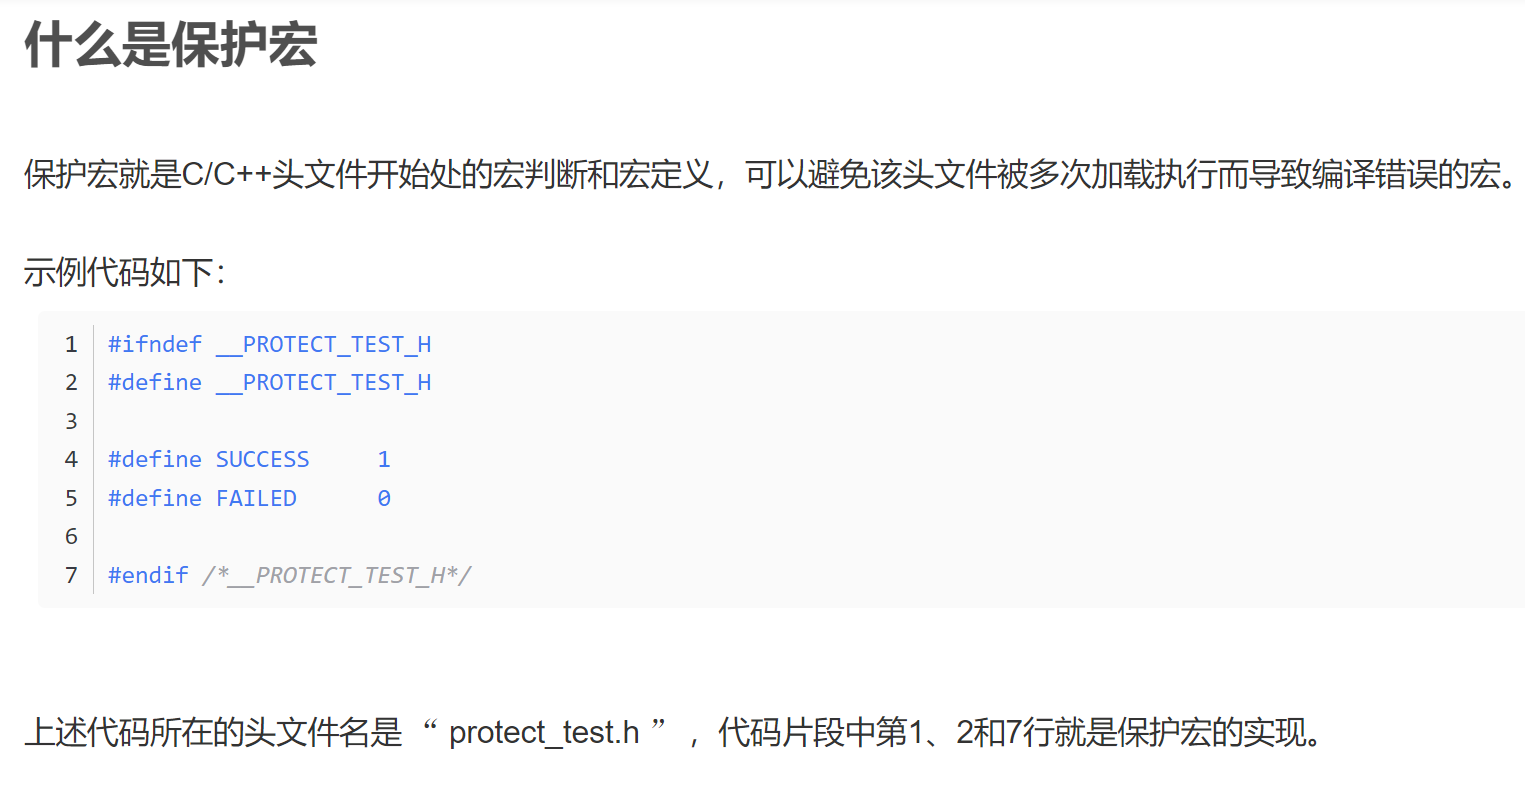 什么是保护宏
保护宏就是C/C++头文件开始处的宏判断和宏定义，可以避免该头文件被多次加载执行而导致编译错误的宏。
示例代码如下：
1 #ifndef __PROTECT_TEST_H
2 #define __PROTECT_TEST_H
3
4 #define SUCCESS     1
5 #define FAILED      0
6
7 #endif /*__PROTECT_TEST_H*/
上述代码所在的头文件名是 “ protect_test.h ” ，代码片段中第1、2和7行就是保护宏的实现。